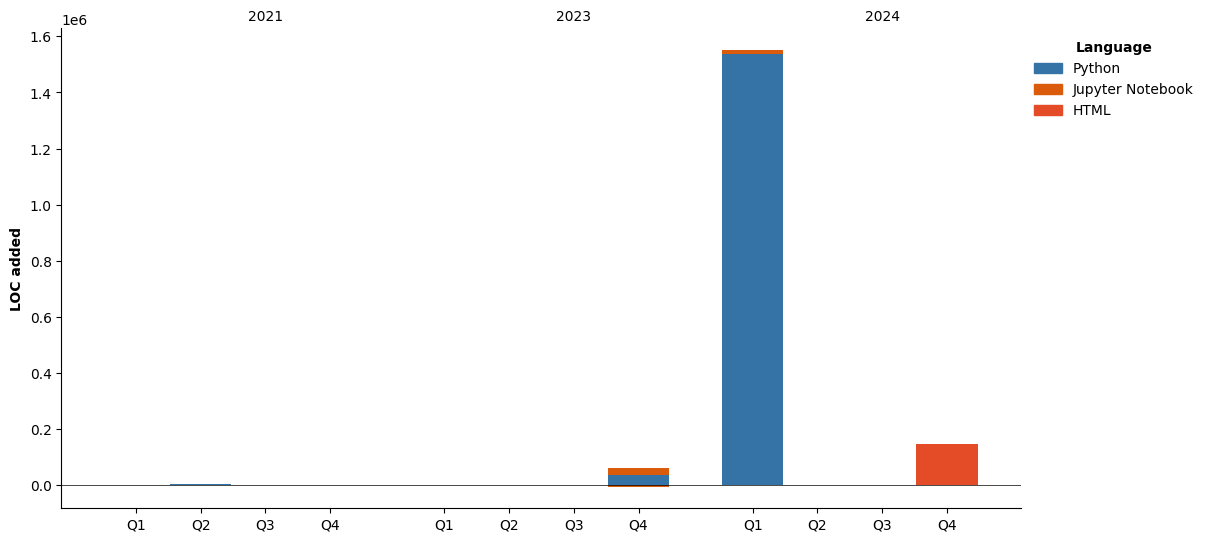 2021 2023 2024
1e6
Language
Python
Jupyter Notebook
HTML
LOC added
1.6
1.4
1.2
1.0
0.8
0.6
0.4
0.2
0.0
Q1 Q2 Q3 Q4 Q1 Q2 Q3 Q4 Q1 Q2 Q3 Q4